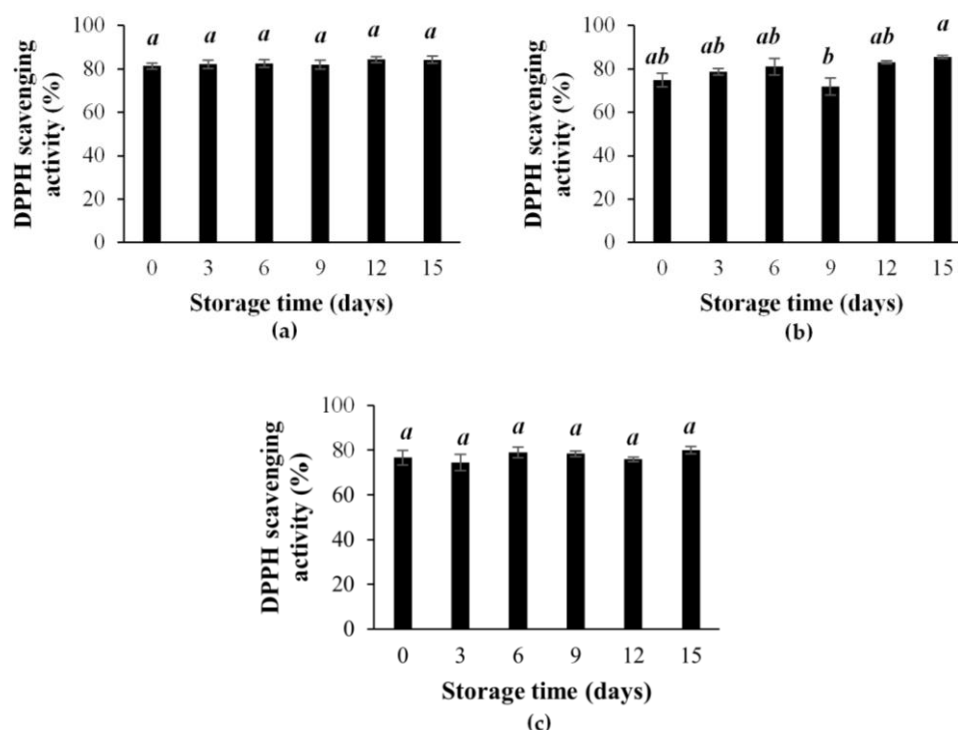 DPPH scavenging
activity (%)
100
80
60
40
20
0
a a a a a a
0 3 6 9 12 15
Storage time (days)
(a)
DPPH scavenging
activity (%)
100
80
60
40
20
0
ab ab ab b ab a
0 3 6 9 12 15
Storage time (days)
(b)
DPPH scavenging
activity (%)
100
80
60
40
20
0
a a a a a a
0 3 6 9 12 15
Storage time (days)
(c)